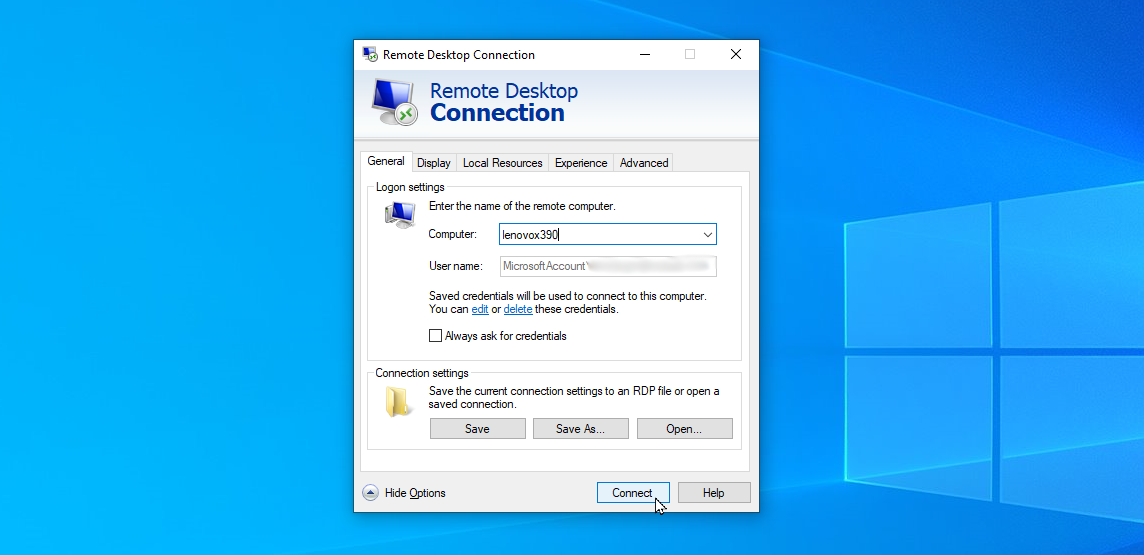 Remote Desktop Connection
Remote Desktop
Connection
General Display Local Resources Experience Advanced
Logon settings
Enter the name of the remote computer.
Computer: lenovox390
User name: MicrosoftAccount\
Saved credentials will be used to connect to this computer.
You can edit or delete these credentials.
Always ask for credentials
Connection settings
Save the current connection settings to an RDP file or open a
saved connection.
Save Save As... Open...
Hide Options Connect Help